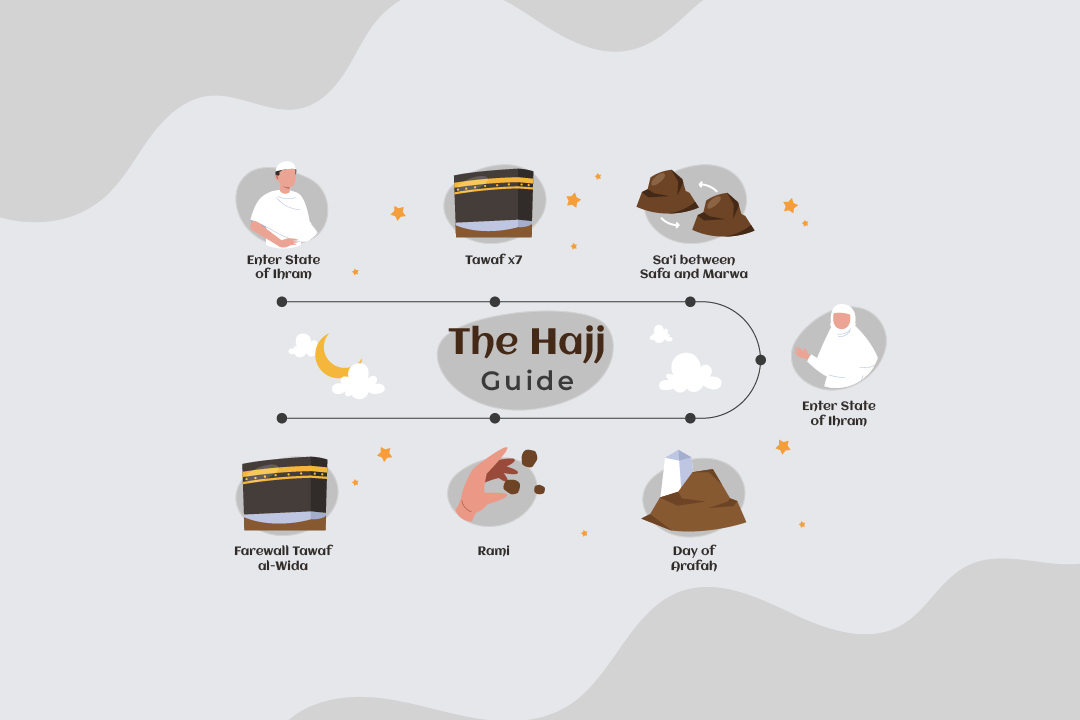 Enter State
of Ihram
Tawaf x7
Sa'i between
Safa and Marwa
The Hajj
Guide
Enter State
of Ihram
Farewall Tawaf
al-Wida
Rami
Day of
Arafah